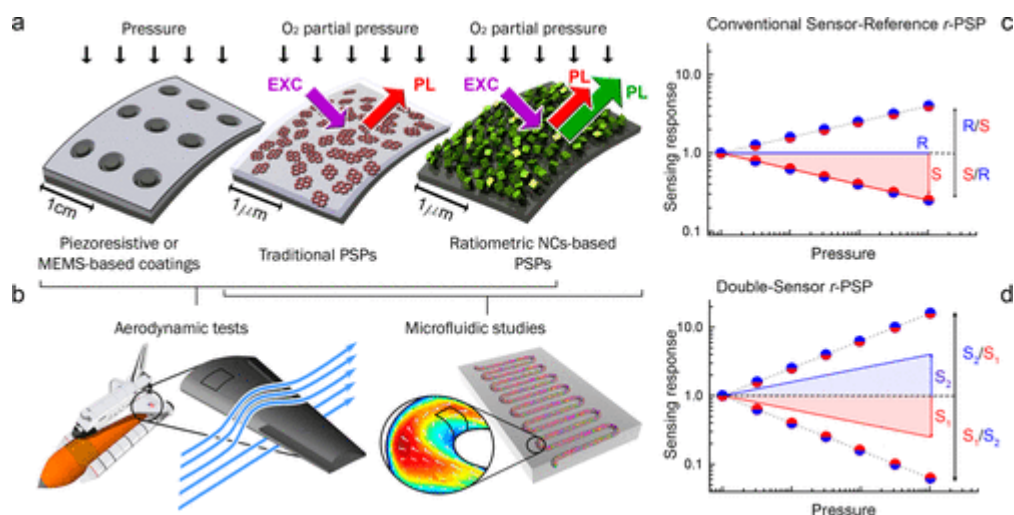 a
Pressure
O₂ partial pressure
O₂ partial pressure
EXC
PL
EXC
PL
PL
1cm
1μm
1μm
Piezoresistive or
MEMS-based coatings
Traditional PSPs
Ratiometric NCs-based
PSPs
b
Aerodynamic tests
Microfluidic studies
Conventional Sensor-Reference r-PSP
c
Sensing response
10.0
1.0
0.1
R
S
R/S
S/R
Pressure
Double-Sensor r-PSP
d
Sensing response
10.0
1.0
0.1
S₂
S₁
S₂/S₁
S₁/S₂
Pressure